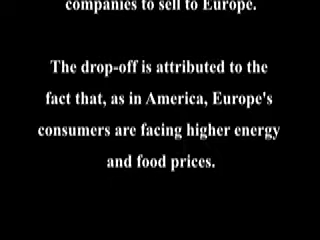 companies to sell to Europe.
The drop-off is attributed to the
fact that, as in America, Europe's
consumers are facing higher energy
and food prices.